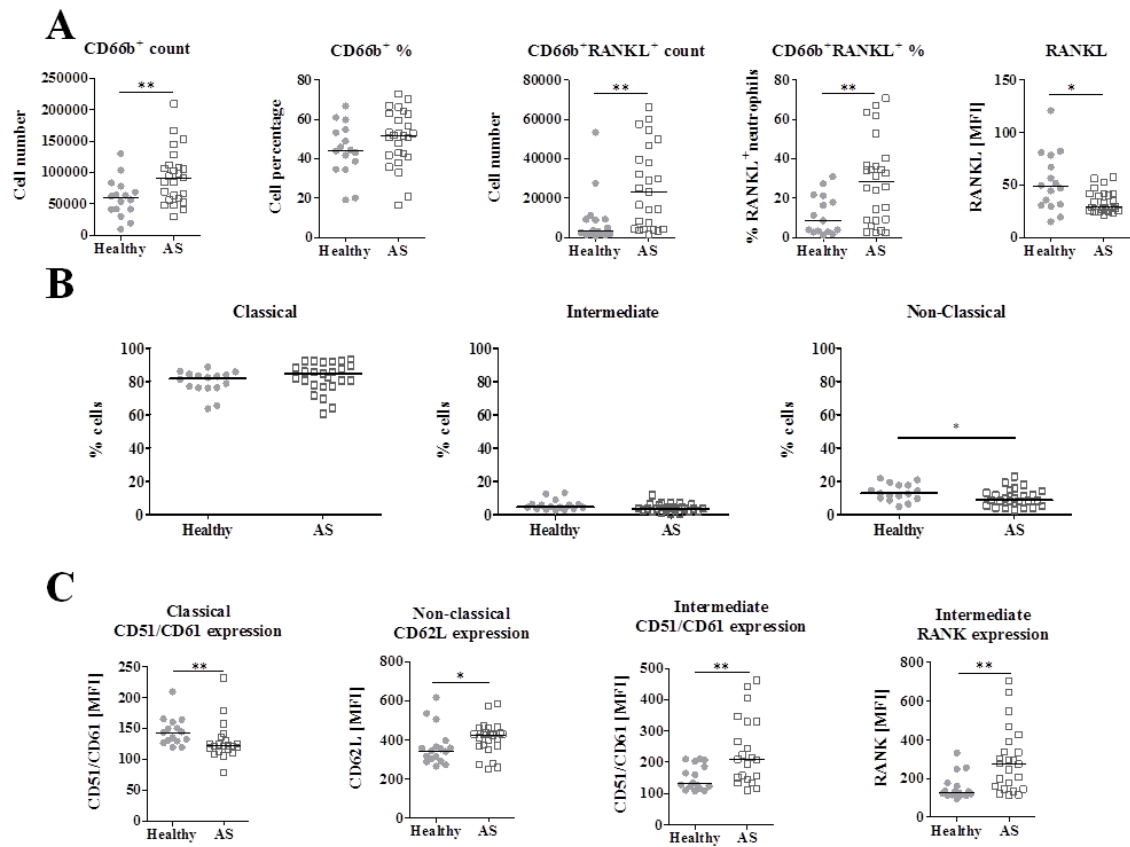 A
CD66b⁺ count
CD66b⁺ %
CD66b⁺RANKL⁺ count
CD66b⁺RANKL⁺ %
RANKL
Cell number
250000
200000
150000
100000
50000
0
**
Healthy AS
Cell percentage
80
60
40
20
0
Healthy AS
Cell number
80000
60000
40000
20000
0
**
Healthy AS
% RANKL⁺neutrophils
80
60
40
20
0
**
Healthy AS
RANKL [MFI]
150
100
50
0
*
Healthy AS
B
Classical
Intermediate
Non-Classical
% cells
100
80
60
40
20
0
Healthy AS
% cells
100
80
60
40
20
0
Healthy AS
% cells
100
80
60
40
20
0
*
Healthy AS
C
Classical
CD51/CD61 expression
CD51/CD61 [MFI]
250
200
150
100
50
0
**
Healthy AS
Non-classical
CD62L expression
CD62L [MFI]
800
600
400
200
0
*
Healthy AS
Intermediate
CD51/CD61 expression
CD51/CD61 [MFI]
500
400
300
200
100
0
**
Healthy AS
Intermediate
RANK expression
RANK [MFI]
800
600
400
200
0
**
Healthy AS